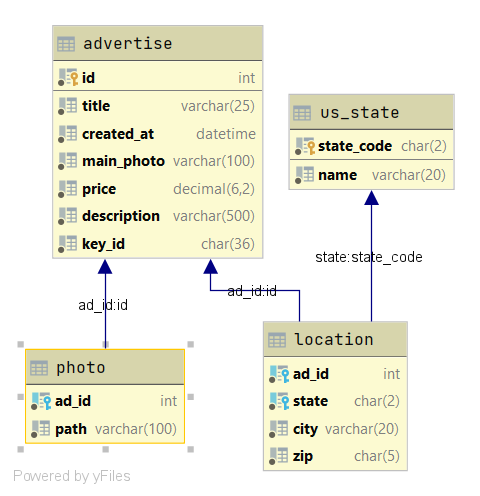 advertise
id int
title varchar(25)
created_at datetime
main_photo varchar(100)
price decimal(6,2)
description varchar(500)
key_id char(36)
us_state
state_code char(2)
name varchar(20)
state:state_code
ad_id:id
ad_id:id
photo
ad_id int
path varchar(100)
location
ad_id int
state char(2)
city varchar(20)
zip char(5)
Powered by yFiles